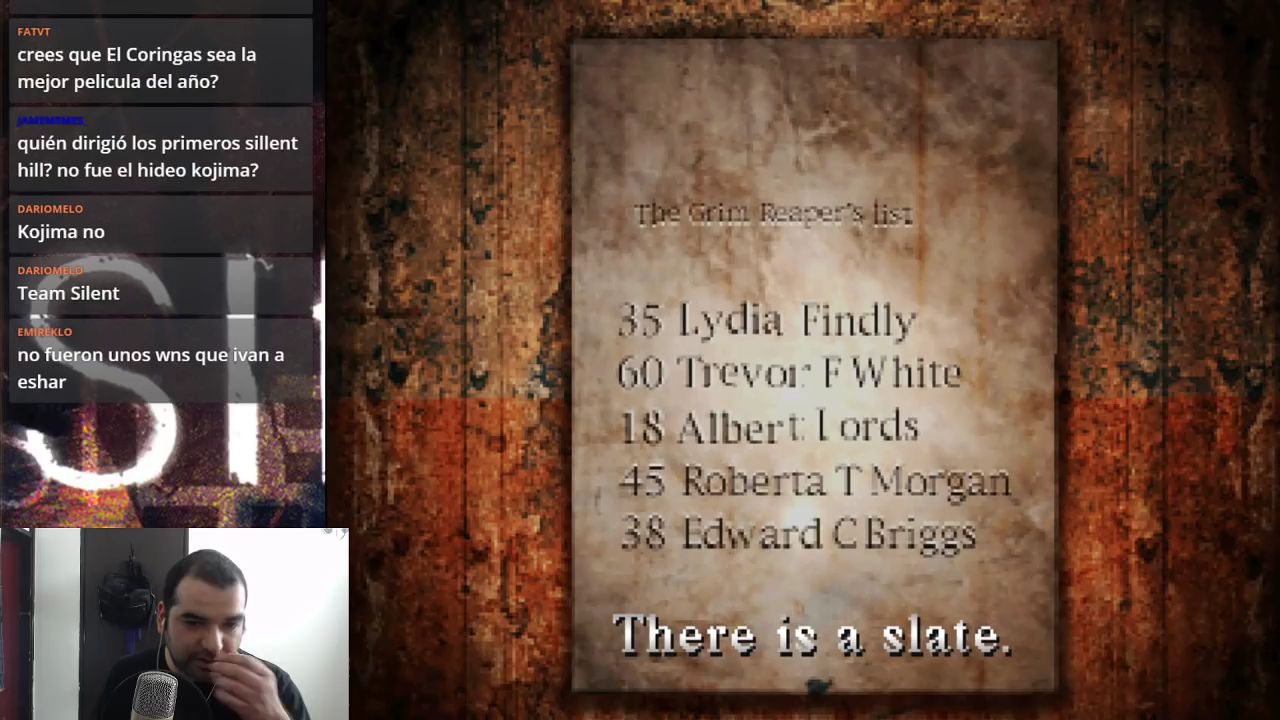 FATVT
crees que El Coringas sea la
mejor pelicula del año?
JAMEMEMES_
quién dirigió los primeros sillent
hill? no fue el hideo kojima?
DARIOMELO
Kojima no
DARIOMELO
Team Silent
EMIREKLO
no fueron unos wns que ivan a
eshar
SI
The Grim Reaper's list
35 Lydia Findly
60 Trevor F White
18 Albert Lords
45 Roberta T Morgan
38 Edward C Briggs
There is a slate.